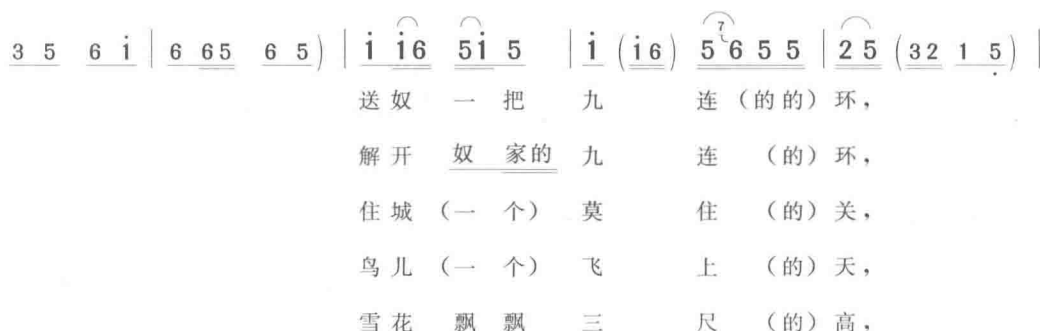 3 5 6 i̇ | 6 65 6 5) | i̇ i̇6 5i̇ 5 | i̇ (i̇6) 5 7 6 5 5 | 2 5 (32 1 5̣) |
送奴 一 把 九 连（的的）环，
解开 奴 家的 九 连 （的）环，
住城（一 个） 莫 住 （的）关，
鸟儿（一 个） 飞 上 （的）天，
雪花 飘 飘 三 尺 （的）高，